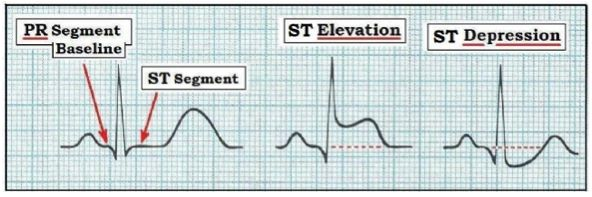 PR Segment
Baseline
ST Segment
ST Elevation
ST Depression